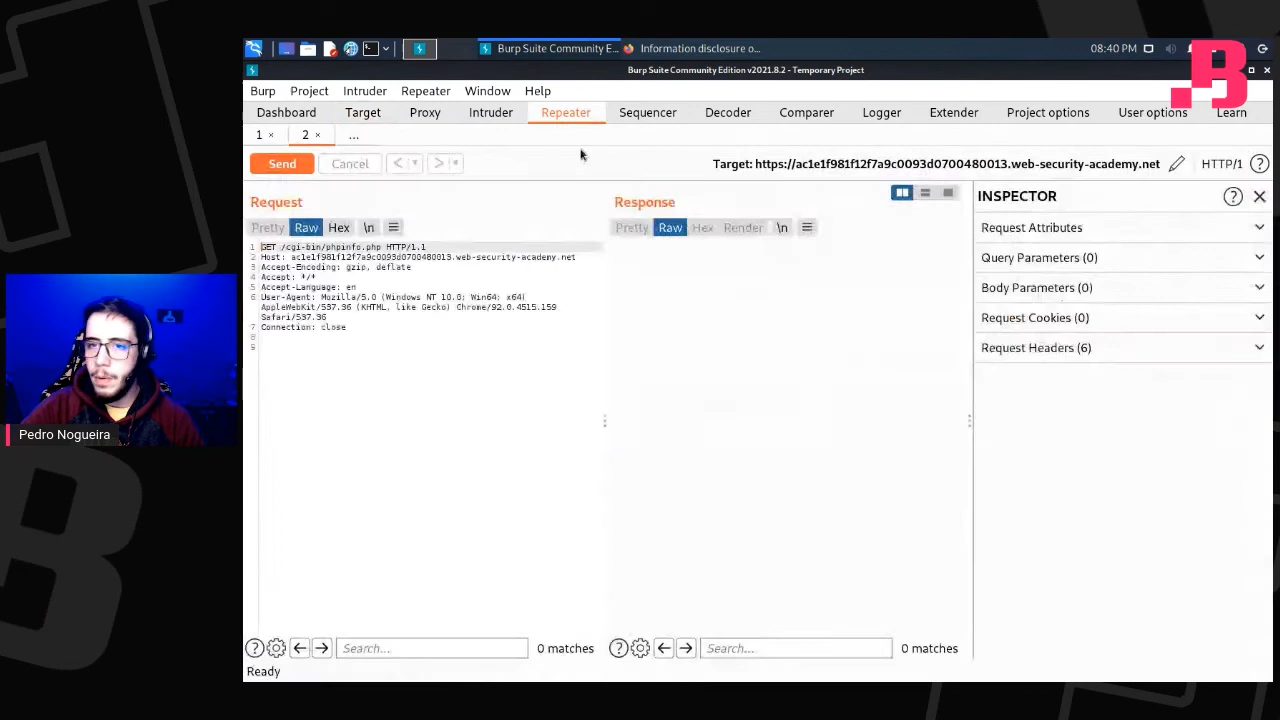 Burp Suite Community E...
Information disclosure o...
08:40 PM
Burp Suite Community Edition v2021.8.2 - Temporary Project
Burp Project Intruder Repeater Window Help
Dashboard Target Proxy Intruder Repeater Sequencer Decoder Comparer Logger Extender Project options User options Learn
1 × 2 × ...
Send Cancel < > Target: https://ac1e1f981f12f7a9c0093d0700480013.web-security-academy.net HTTP/1 ?
Request
Pretty Raw Hex \n
1 GET /cgi-bin/phpinfo.php HTTP/1.1
2 Host: ac1e1f981f12f7a9c0093d0700480013.web-security-academy.net
3 Accept-Encoding: gzip, deflate
4 Accept: */*
5 Accept-Language: en
6 User-Agent: Mozilla/5.0 (Windows NT 10.0; Win64; x64)
AppleWebKit/537.36 (KHTML, like Gecko) Chrome/92.0.4515.159
Safari/537.36
7 Connection: close
8
9
Search... 0 matches
Response
Pretty Raw Hex Render \n
Search... 0 matches
INSPECTOR
Request Attributes
Query Parameters (0)
Body Parameters (0)
Request Cookies (0)
Request Headers (6)
Ready
Pedro Nogueira